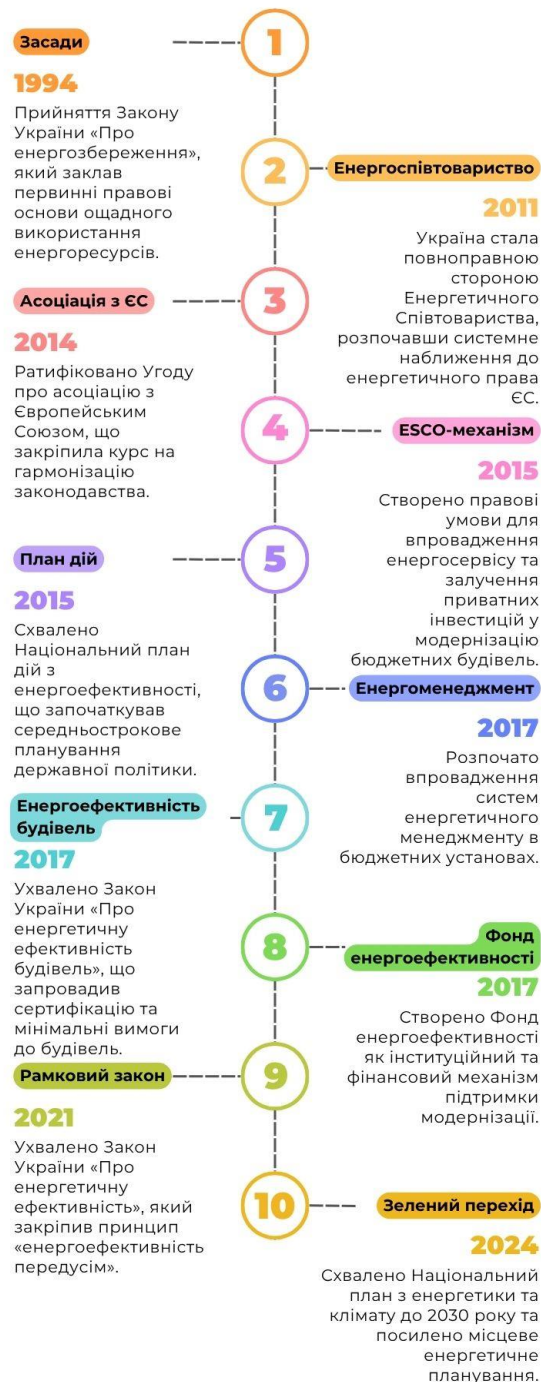 1
Засади
1994
Прийняття Закону
України «Про
енергозбереження»,
який заклав
первинні правові
основи ощадного
використання
енергоресурсів.
2
Енергоспівтовариство
2011
Україна стала
повноправною
стороною
Енергетичного
Співтовариства,
розпочавши системне
наближення до
енергетичного права
ЄС.
3
Асоціація з ЄС
2014
Ратифіковано Угоду
про асоціацію з
Європейським
Союзом, що
закріпила курс на
гармонізацію
законодавства.
4
ESCO-механізм
2015
Створено правові
умови для
впровадження
енергосервісу та
залучення
приватних
інвестицій у
модернізацію
бюджетних будівель.
5
План дій
2015
Схвалено
Національний план
дій з
енергоефективності,
що започаткував
середньострокове
планування
державної політики.
6
Енергоменеджмент
2017
Розпочато
впровадження
систем
енергетичного
менеджменту в
бюджетних установах.
7
Енергоефективність
будівель
2017
Ухвалено Закон
України «Про
енергетичну
ефективність
будівель», що
запровадив
сертифікацію та
мінімальні вимоги
до будівель.
8
Фонд
енергоефективності
2017
Створено Фонд
енергоефективності
як інституційний та
фінансовий механізм
підтримки
модернізації.
9
Рамковий закон
2021
Ухвалено Закон
України «Про
енергетичну
ефективність», який
закріпив принцип
«енергоефективність
передусім».
10
Зелений перехід
2024
Схвалено Національний
план з енергетики та
клімату до 2030 року та
посилено місцеве
енергетичне
планування.